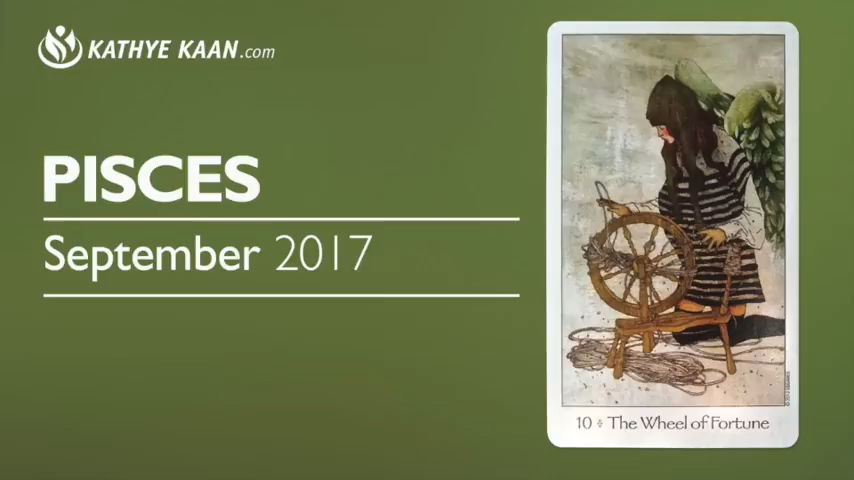 KATHYE KAAN.com
PISCES
September 2017
10 ÷ The Wheel of Fortune